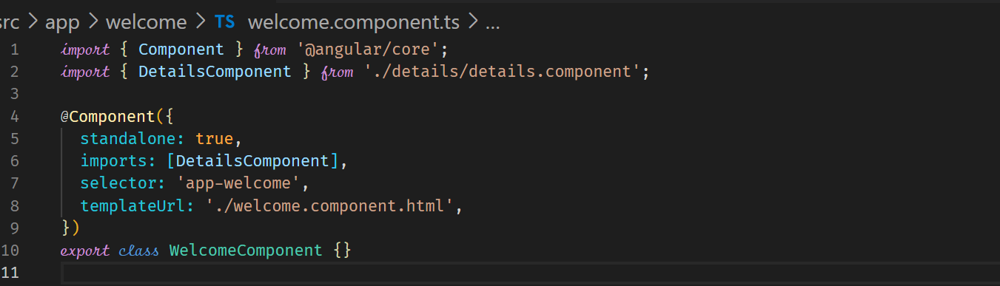 src > app > welcome > TS welcome.component.ts > ...
1 import { Component } from '@angular/core';
2 import { DetailsComponent } from './details/details.component';
3
4 @Component({
5   standalone: true,
6   imports: [DetailsComponent],
7   selector: 'app-welcome',
8   templateUrl: './welcome.component.html',
9 })
10 export class WelcomeComponent {}
11